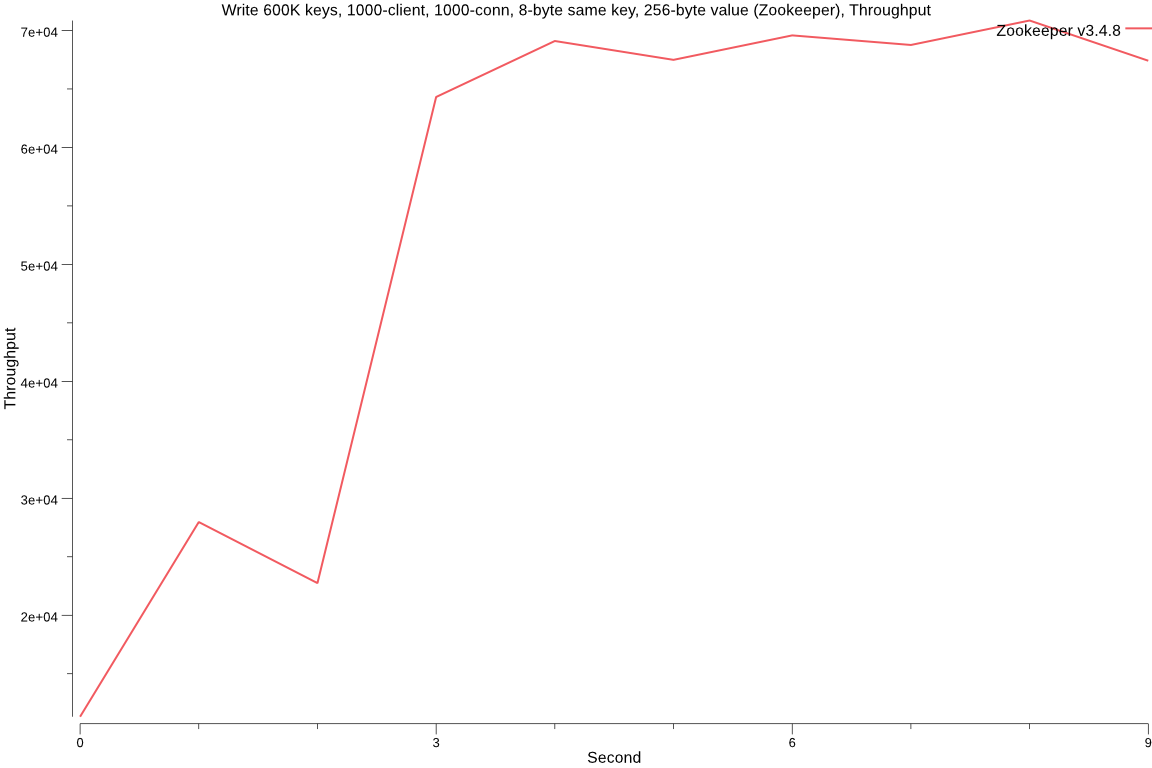 Write 600K keys, 1000-client, 1000-conn, 8-byte same key, 256-byte value (Zookeeper), Throughput
Zookeeper v3.4.8
7e+04
6e+04
5e+04
4e+04
3e+04
2e+04
Throughput
0 3 6 9
Second